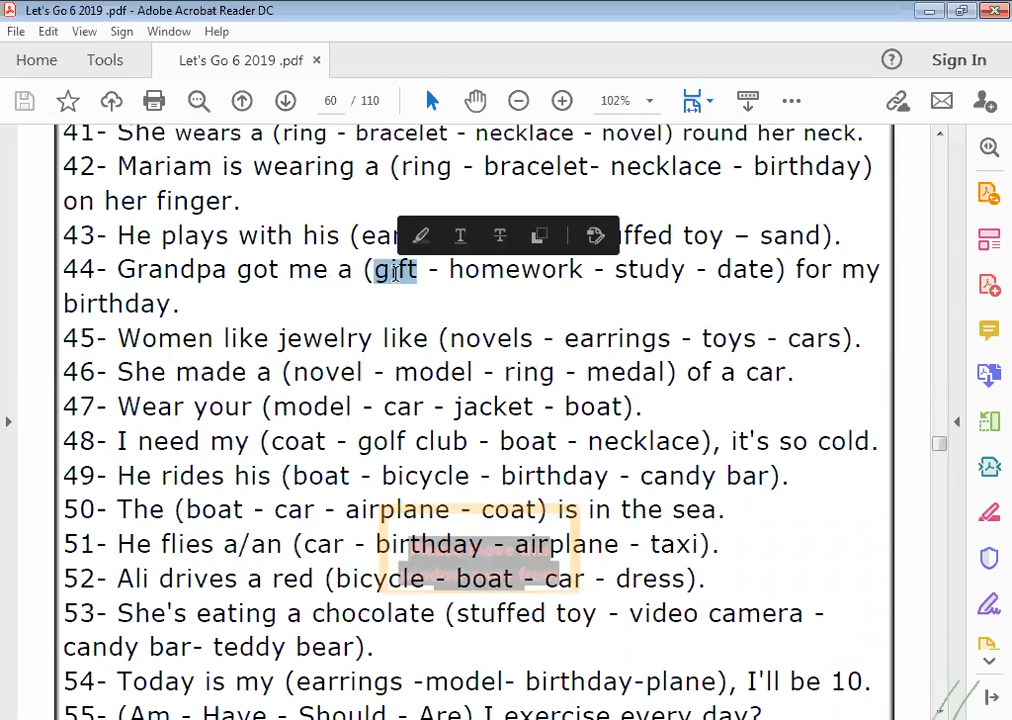 Let's Go 6 2019 .pdf - Adobe Acrobat Reader DC
File Edit View Sign Window Help
Home Tools Let's Go 6 2019 .pdf × Sign In
60 / 110 102%
41- She wears a (ring - bracelet - necklace - novel) round her neck.
42- Mariam is wearing a (ring - bracelet- necklace - birthday)
on her finger.
43- He plays with his ( toy – sand).
44- Grandpa got me a (gift - homework - study - date) for my
birthday.
45- Women like jewelry like (novels - earrings - toys - cars).
46- She made a (novel - model - ring - medal) of a car.
47- Wear your (model - car - jacket - boat).
48- I need my (coat - golf club - boat - necklace), it's so cold.
49- He rides his (boat - bicycle - birthday - candy bar).
50- The (boat - car - airplane - coat) is in the sea.
51- He flies a/an (car - birthday - airplane - taxi).
52- Ali drives a red (bicycle - boat - car - dress).
53- She's eating a chocolate (stuffed toy - video camera -
candy bar- teddy bear).
54- Today is my (earrings -model- birthday-plane), I'll be 10.
55- (Am - Have - Should - Are) I exercise every day?